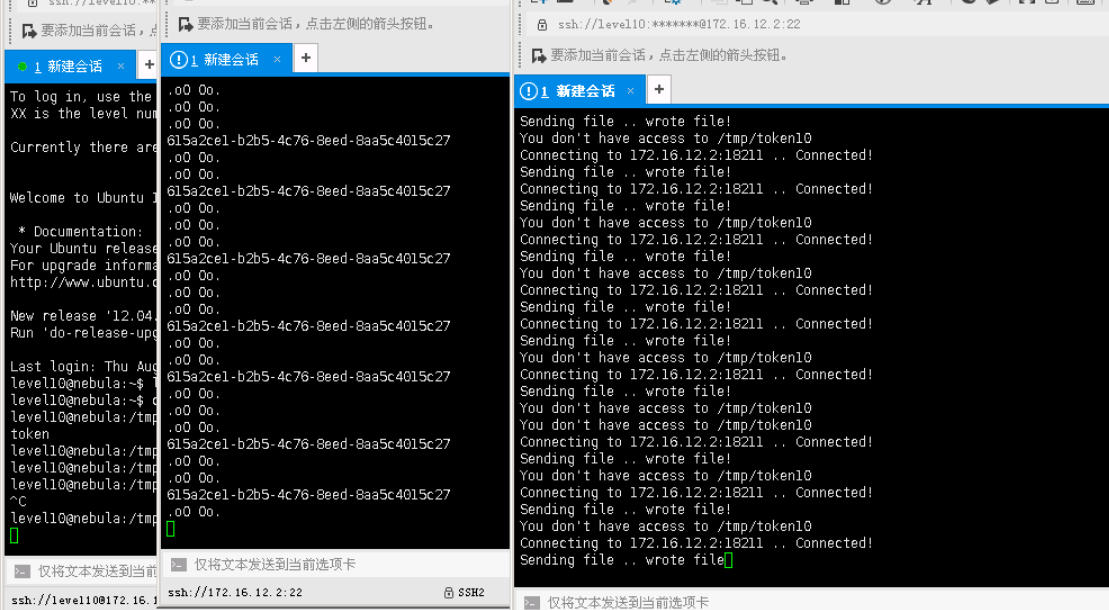 ssh://level10:***
要添加当前会话，点
1 新建会话 × +
To log in, use the
XX is the level num
Currently there are
Welcome to Ubuntu 1
* Documentation:
Your Ubuntu release
For upgrade informa
http://www.ubuntu.c
New release '12.04.
Run 'do-release-upg
Last login: Thu Aug
level10@nebula:~$ l
level10@nebula:~$ c
level10@nebula:/tmp
token
level10@nebula:/tmp
level10@nebula:/tmp
level10@nebula:/tmp
^C
level10@nebula:/tmp
仅将文本发送到当前
ssh://level10@172.16.1
要添加当前会话，点击左侧的箭头按钮。
1 新建会话 × +
.oO Oo.
.oO Oo.
.oO Oo.
615a2ce1-b2b5-4c76-8eed-8aa5c4015c27
.oO Oo.
.oO Oo.
615a2ce1-b2b5-4c76-8eed-8aa5c4015c27
.oO Oo.
.oO Oo.
.oO Oo.
615a2ce1-b2b5-4c76-8eed-8aa5c4015c27
.oO Oo.
.oO Oo.
.oO Oo.
615a2ce1-b2b5-4c76-8eed-8aa5c4015c27
.oO Oo.
.oO Oo.
615a2ce1-b2b5-4c76-8eed-8aa5c4015c27
.oO Oo.
.oO Oo.
.oO Oo.
615a2ce1-b2b5-4c76-8eed-8aa5c4015c27
.oO Oo.
.oO Oo.
615a2ce1-b2b5-4c76-8eed-8aa5c4015c27
.oO Oo.
仅将文本发送到当前选项卡
ssh://172.16.12.2:22 SSH2
ssh://level10:*******@172.16.12.2:22
要添加当前会话，点击左侧的箭头按钮。
1 新建会话 × +
Sending file .. wrote file!
You don't have access to /tmp/token10
Connecting to 172.16.12.2:18211 .. Connected!
Sending file .. wrote file!
Connecting to 172.16.12.2:18211 .. Connected!
Sending file .. wrote file!
You don't have access to /tmp/token10
Connecting to 172.16.12.2:18211 .. Connected!
Sending file .. wrote file!
You don't have access to /tmp/token10
Connecting to 172.16.12.2:18211 .. Connected!
Sending file .. wrote file!
Connecting to 172.16.12.2:18211 .. Connected!
Sending file .. wrote file!
You don't have access to /tmp/token10
Connecting to 172.16.12.2:18211 .. Connected!
Sending file .. wrote file!
You don't have access to /tmp/token10
You don't have access to /tmp/token10
Connecting to 172.16.12.2:18211 .. Connected!
Sending file .. wrote file!
You don't have access to /tmp/token10
Connecting to 172.16.12.2:18211 .. Connected!
Sending file .. wrote file!
You don't have access to /tmp/token10
Connecting to 172.16.12.2:18211 .. Connected!
Sending file .. wrote file
仅将文本发送到当前选项卡